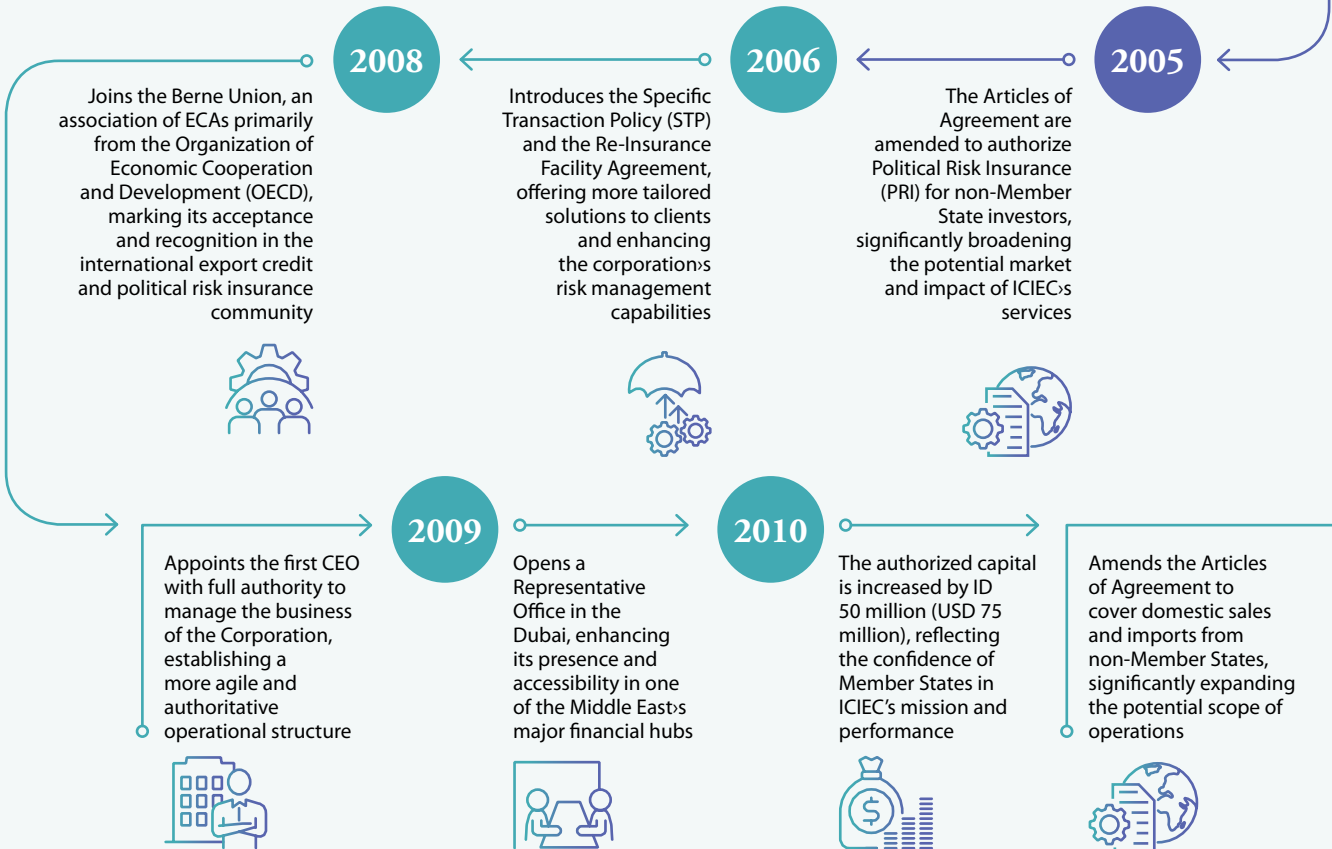 2005
The Articles of
Agreement are
amended to authorize
Political Risk Insurance
(PRI) for non-Member
State investors,
significantly broadening
the potential market
and impact of ICIEC›s
services
2006
Introduces the Specific
Transaction Policy (STP)
and the Re-Insurance
Facility Agreement,
offering more tailored
solutions to clients
and enhancing
the corporation›s
risk management
capabilities
2008
Joins the Berne Union, an
association of ECAs primarily
from the Organization of
Economic Cooperation
and Development (OECD),
marking its acceptance
and recognition in the
international export credit
and political risk insurance
community
Appoints the first CEO
with full authority to
manage the business
of the Corporation,
establishing a
more agile and
authoritative
operational structure
2009
Opens a
Representative
Office in the
Dubai, enhancing
its presence and
accessibility in one
of the Middle East›s
major financial hubs
2010
The authorized capital
is increased by ID
50 million (USD 75
million), reflecting
the confidence of
Member States in
ICIEC’s mission and
performance
Amends the Articles
of Agreement to
cover domestic sales
and imports from
non-Member States,
significantly expanding
the potential scope of
operations
$